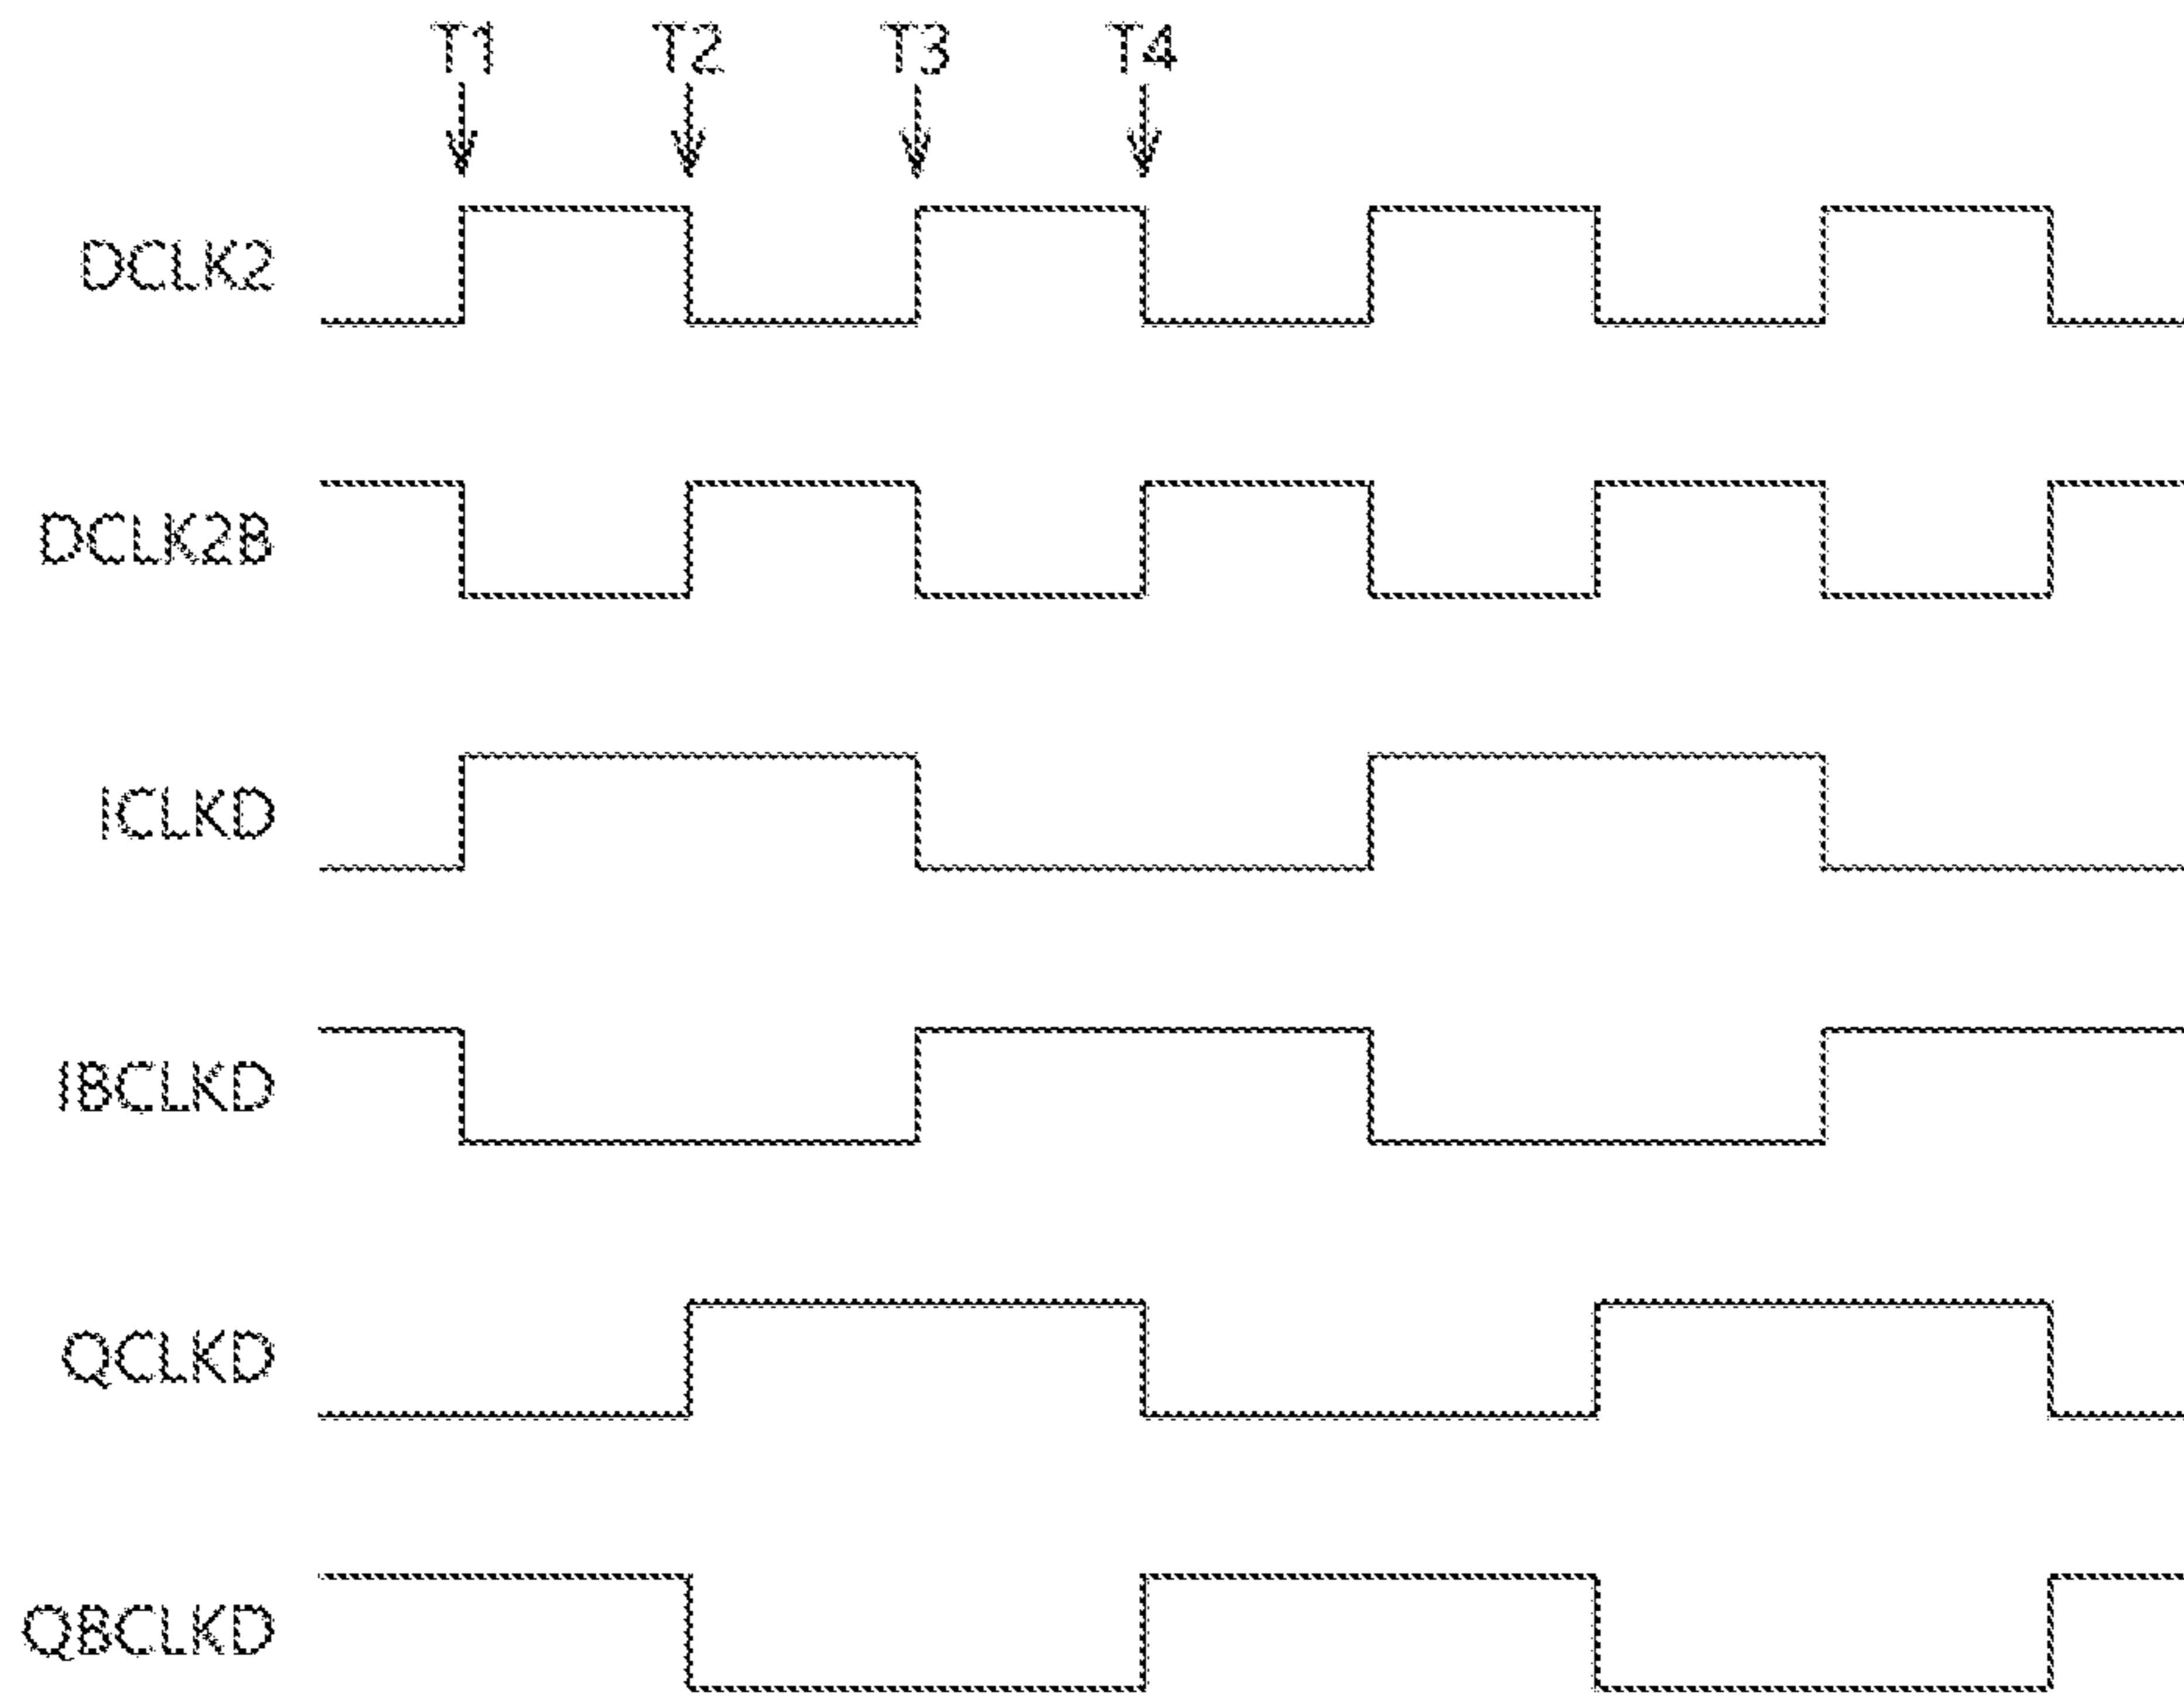 T1 T2 T3 T4
DCLK2
DCLK2B
ICLKD
IBCLKD
QCLKD
QBCLKD